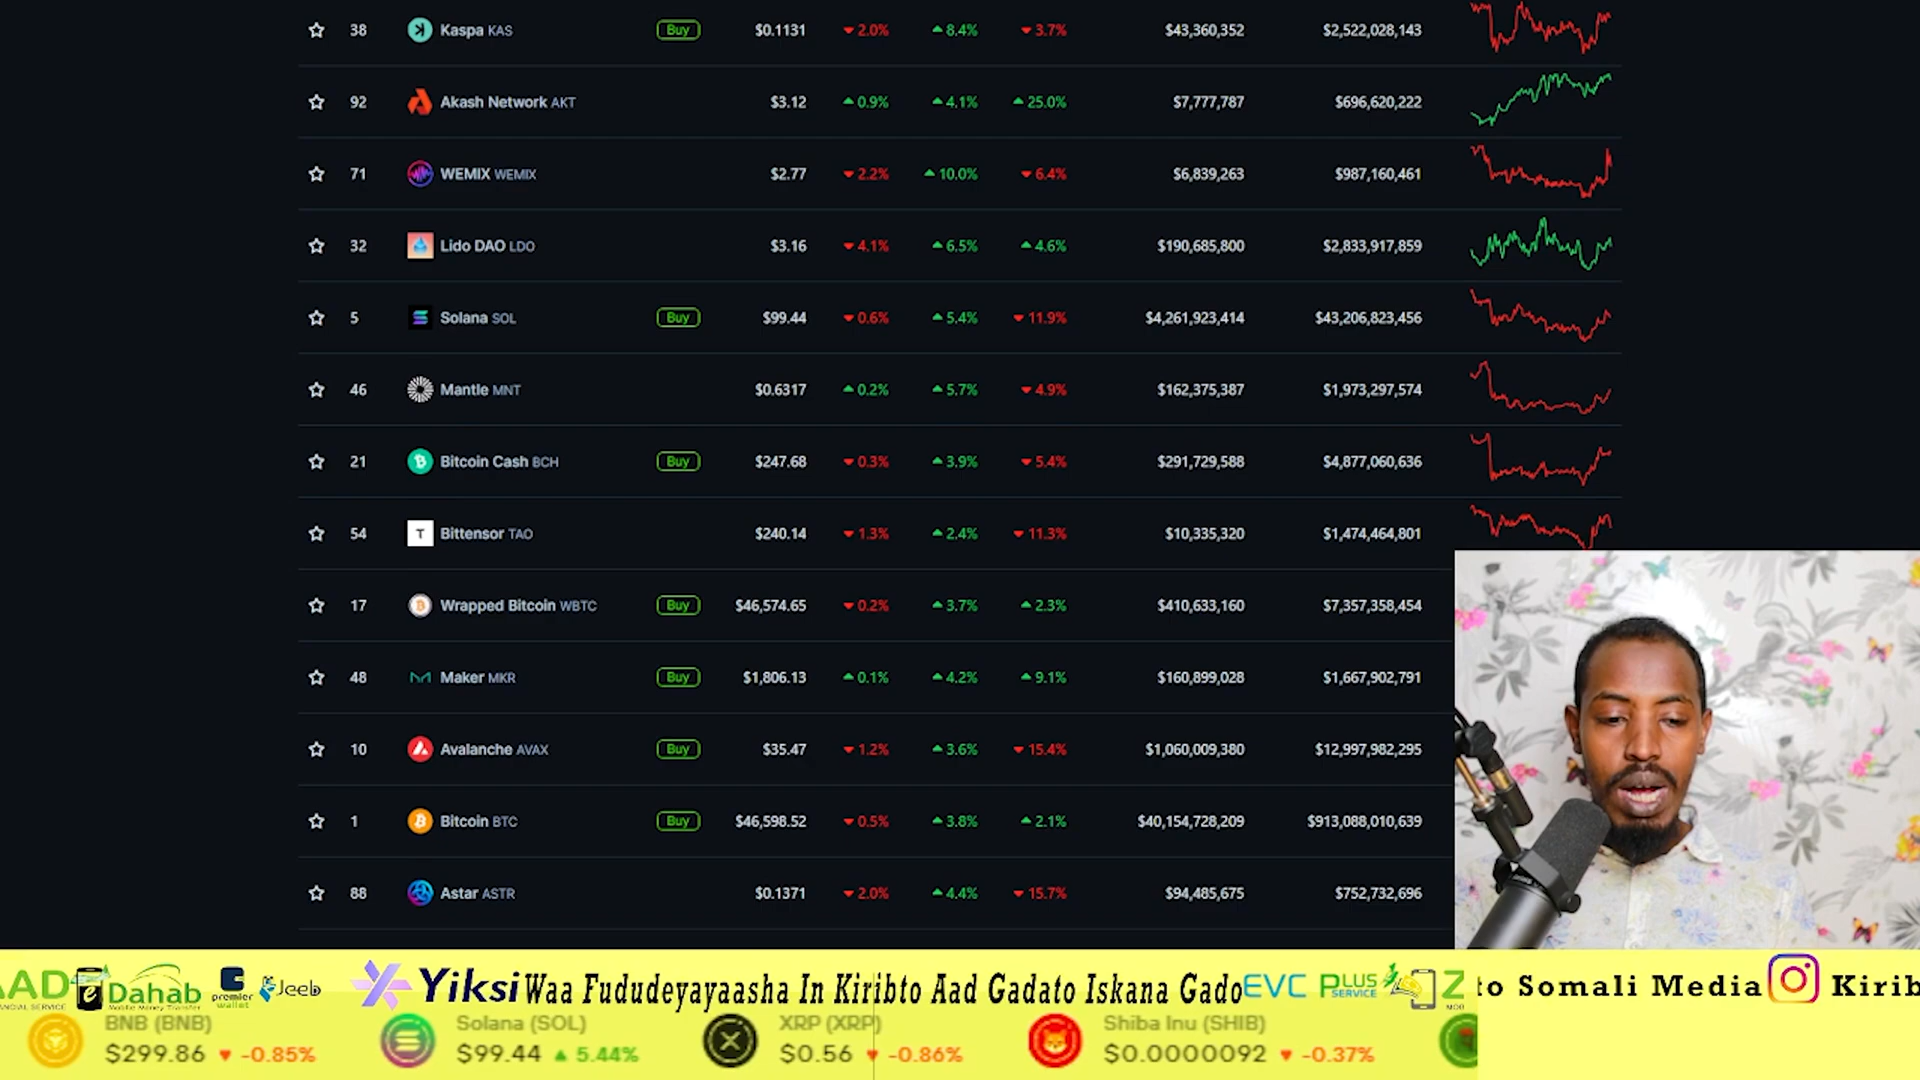 38 Kaspa KAS Buy $0.1131 2.0% 8.4% 3.7% $43,360,352 $2,522,028,143
92 Akash Network AKT $3.12 0.9% 4.1% 25.0% $7,777,787 $696,620,222
71 WEMIX WEMIX $2.77 2.2% 10.0% 6.4% $6,839,263 $987,160,461
32 Lido DAO LDO $3.16 4.1% 6.5% 4.6% $190,685,800 $2,833,917,859
5 Solana SOL Buy $99.44 0.6% 5.4% 11.9% $4,261,923,414 $43,206,823,456
46 Mantle MNT $0.6317 0.2% 5.7% 4.9% $162,375,387 $1,973,297,574
21 Bitcoin Cash BCH Buy $247.68 0.3% 3.9% 5.4% $291,729,588 $4,877,060,636
54 T Bittensor TAO $240.14 1.3% 2.4% 11.3% $10,335,320 $1,474,464,801
17 Wrapped Bitcoin WBTC Buy $46,574.65 0.2% 3.7% 2.3% $410,633,160 $7,357,358,454
48 Maker MKR Buy $1,806.13 0.1% 4.2% 9.1% $160,899,028 $1,667,902,791
10 Avalanche AVAX Buy $35.47 1.2% 3.6% 15.4% $1,060,009,380 $12,997,982,295
1 Bitcoin BTC Buy $46,598.52 0.5% 3.8% 2.1% $40,154,728,209 $913,088,010,639
88 Astar ASTR $0.1371 2.0% 4.4% 15.7% $94,485,675 $752,732,696
AAD eDahab premier wallet Jeeb Yiksi Waa Fududeyayaasha In Kiribto Aad Gadato Iskana Gado EVC PLUS SERVICE Z to Somali Media Kirib
BNB (BNB) Solana (SOL) XRP (XRP) Shiba Inu (SHIB)
$299.86 -0.85% $99.44 5.44% $0.56 -0.86% $0.0000092 -0.37%